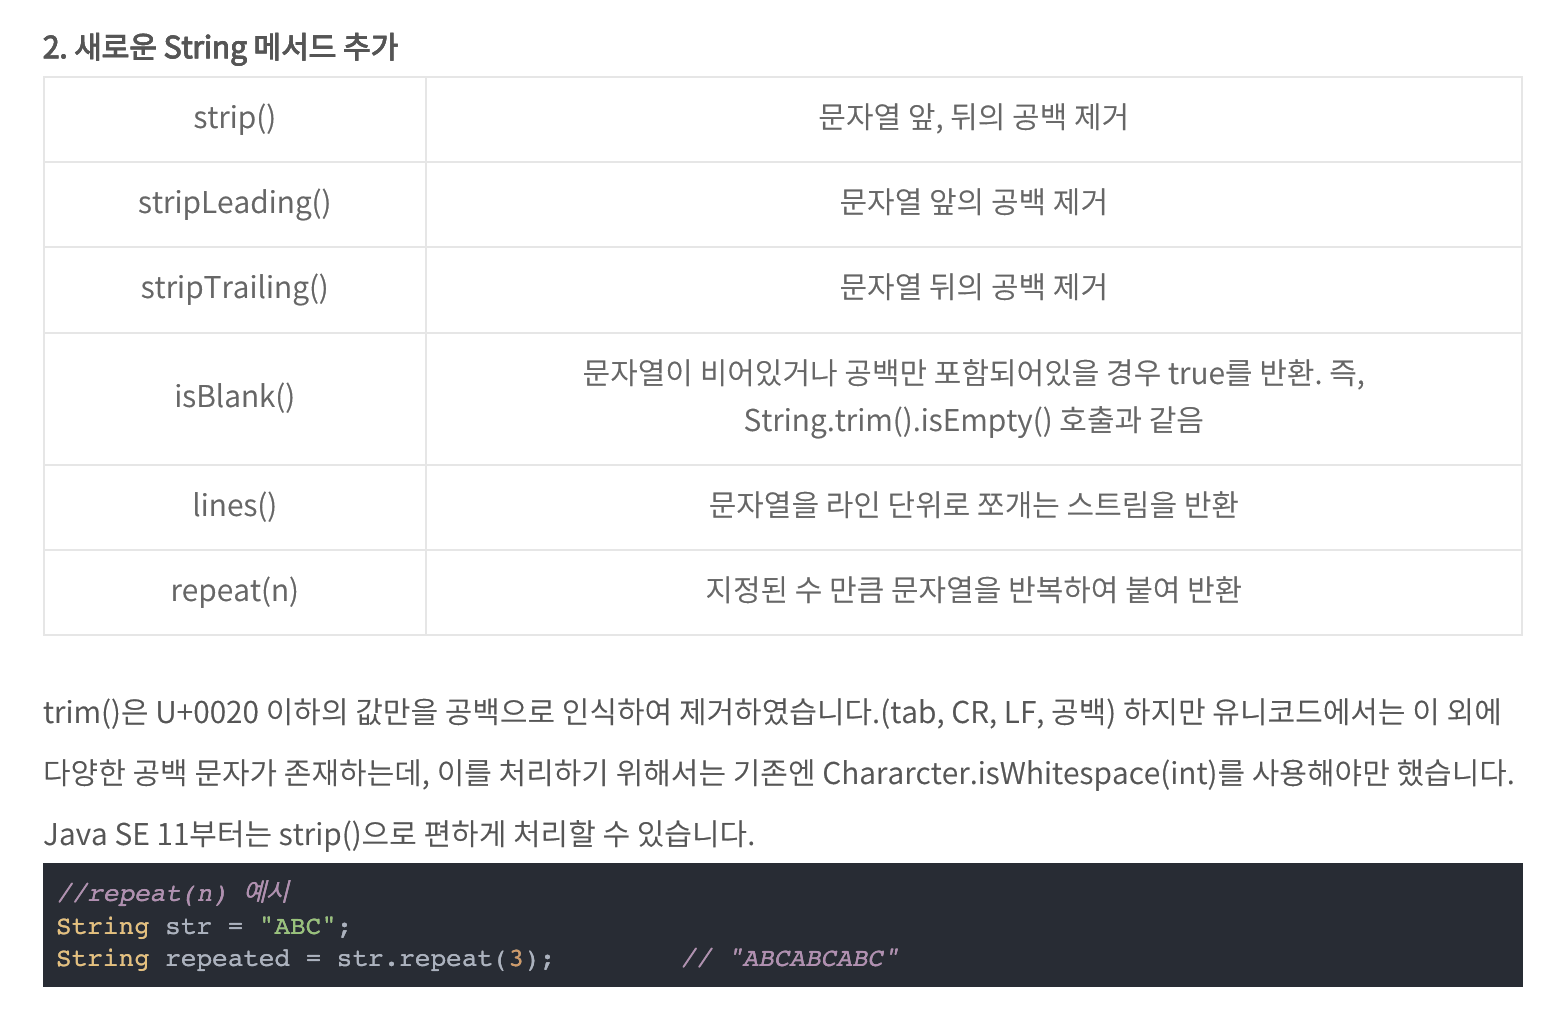 2. 새로운 String 메서드 추가
strip()
문자열 앞, 뒤의 공백 제거
stripLeading()
문자열 앞의 공백 제거
stripTrailing()
문자열 뒤의 공백 제거
isBlank()
문자열이 비어있거나 공백만 포함되어있을 경우 true를 반환. 즉,
String.trim().isEmpty() 호출과 같음
lines()
문자열을 라인 단위로 쪼개는 스트림을 반환
repeat(n)
지정된 수 만큼 문자열을 반복하여 붙여 반환
trim()은 U+0020 이하의 값만을 공백으로 인식하여 제거하였습니다.(tab, CR, LF, 공백) 하지만 유니코드에서는 이 외에
다양한 공백 문자가 존재하는데, 이를 처리하기 위해서는 기존엔 Chararcter.isWhitespace(int)를 사용해야만 했습니다.
Java SE 11부터는 strip()으로 편하게 처리할 수 있습니다.
//repeat(n) 예시
String str = "ABC";
String repeated = str.repeat(3); // "ABCABCABC"